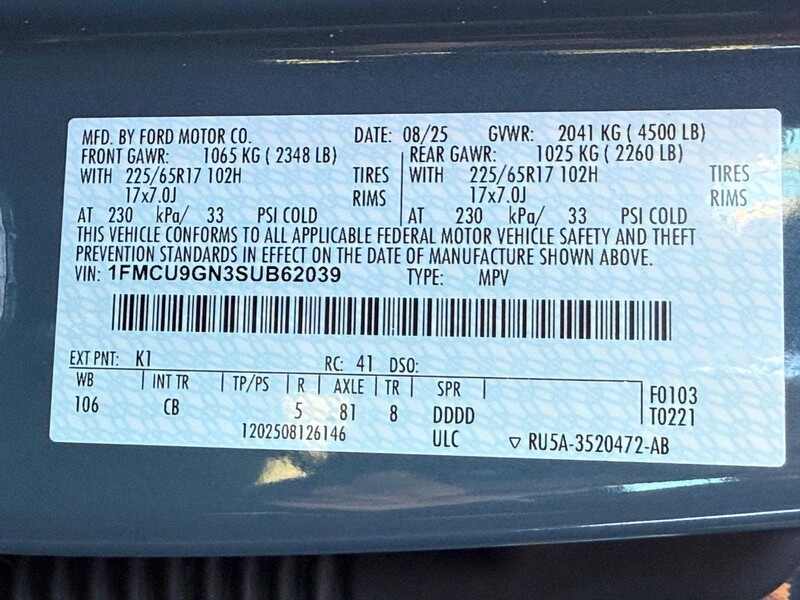 MFD. BY FORD MOTOR CO. DATE: 08/25 GVWR: 2041 KG ( 4500 LB)
FRONT GAWR: 1065 KG ( 2348 LB) REAR GAWR: 1025 KG ( 2260 LB)
WITH 225/65R17 102H TIRES WITH 225/65R17 102H TIRES
17x7.0J RIMS 17x7.0J RIMS
AT 230 kPa/ 33 PSI COLD AT 230 kPa/ 33 PSI COLD
THIS VEHICLE CONFORMS TO ALL APPLICABLE FEDERAL MOTOR VEHICLE SAFETY AND THEFT
PREVENTION STANDARDS IN EFFECT ON THE DATE OF MANUFACTURE SHOWN ABOVE.
VIN: 1FMCU9GN3SUB62039 TYPE: MPV
EXT PNT: K1 RC: 41 DSO:
WB INT TR TP/PS R AXLE TR SPR F0103
106 CB 5 81 8 DDDD T0221
1202508126146 ULC ▽ RU5A-3520472-AB